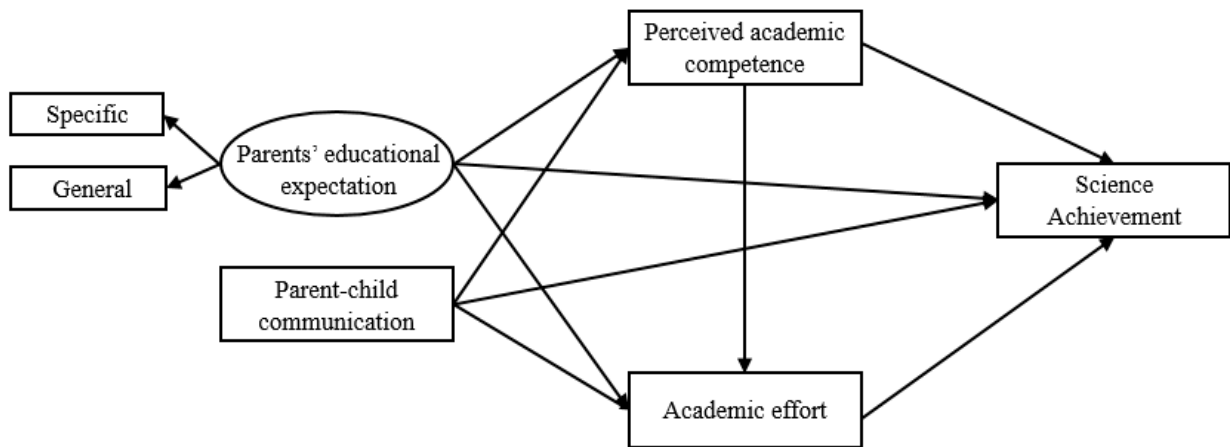 Perceived academic
competence
Specific
General
Parents’ educational
expectation
Science
Achievement
Parent-child
communication
Academic effort